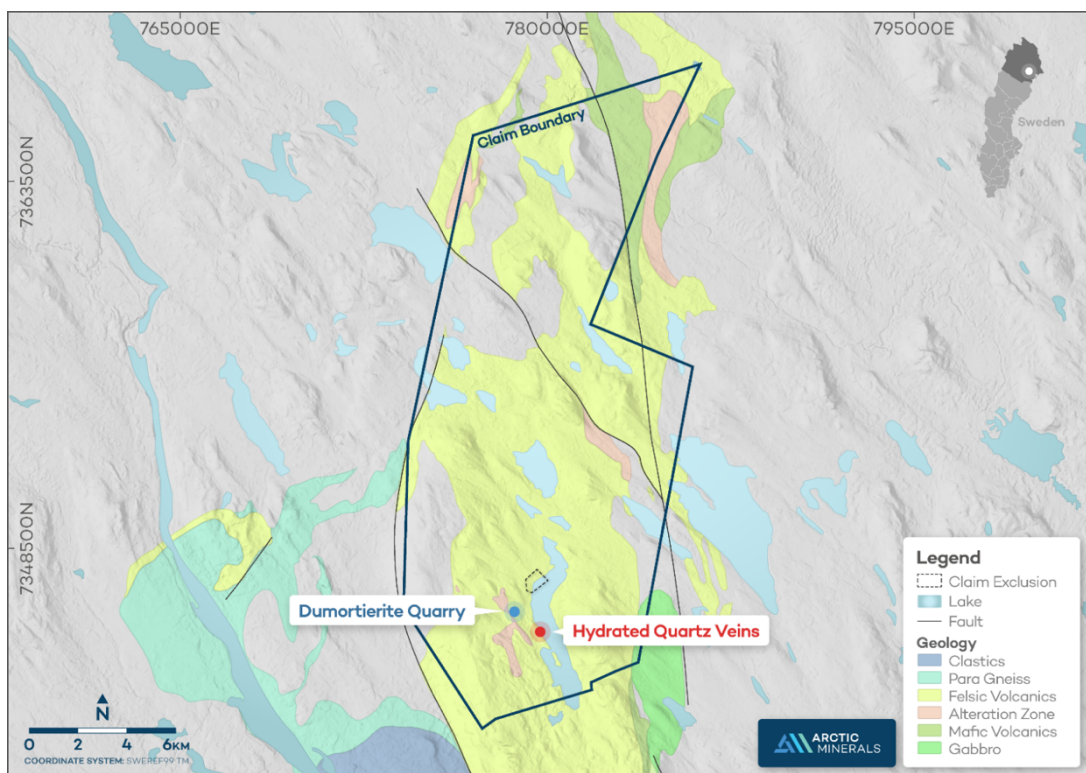 765000E
780000E
795000E
Sweden
Claim Boundary
7363500N
7348500N
Dumortierite Quarry
Hydrated Quartz Veins
Legend
Claim Exclusion
Lake
Fault
Geology
Clastics
Para Gneiss
Felsic Volcanics
Alteration Zone
Mafic Volcanics
Gabbro
N
0 2 4 6KM
COORDINATE SYSTEM: SWEREF99 TM
ARCTIC
MINERALS